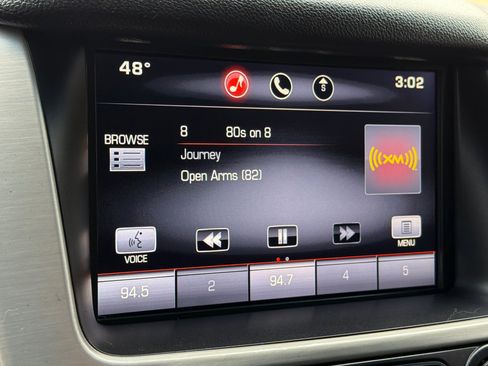 48°
3:02
S
BROWSE
8 80s on 8
Journey
Open Arms (82)
((XM))
VOICE
MENU
94.5 2 94.7 4 5